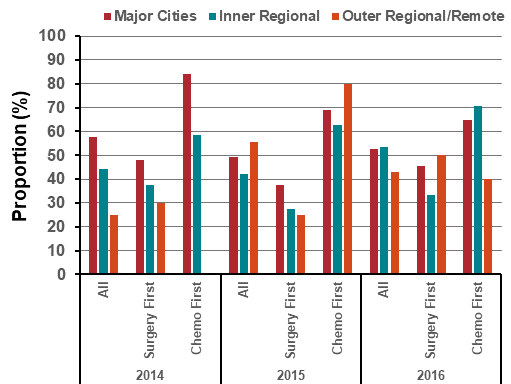 Major Cities Inner Regional Outer Regional/Remote
100
90
80
70
60
50
40
30
20
10
0
Proportion (%)
All Surgery First Chemo First All Surgery First Chemo First All Surgery First Chemo First
2014 2015 2016